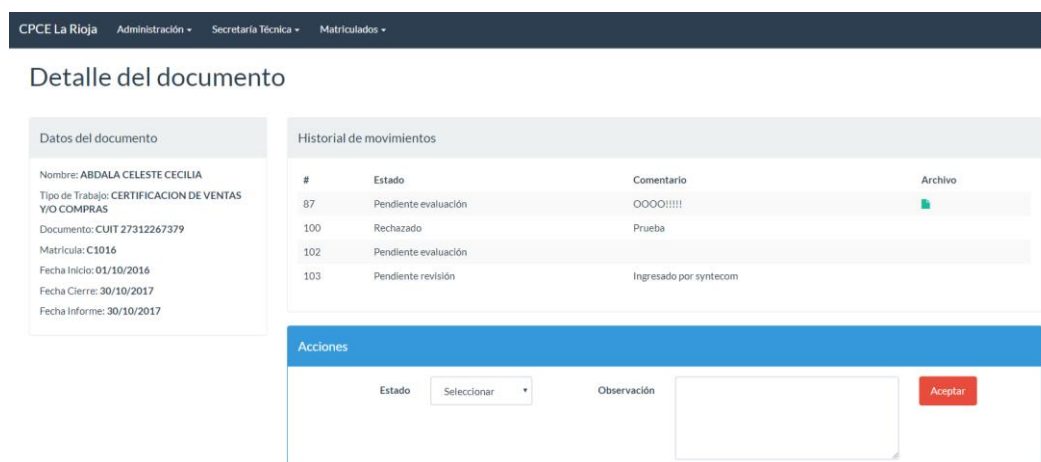 CPCE La Rioja Administración Secretaría Técnica Matriculados
Detalle del documento
Datos del documento
Nombre: ABDALA CELESTE CECILIA
Tipo de Trabajo: CERTIFICACION DE VENTAS
Y/O COMPRAS
Documento: CUIT 27312267379
Matricula: C1016
Fecha Inicio: 01/10/2016
Fecha Cierre: 30/10/2017
Fecha Informe: 30/10/2017
Historial de movimientos
# Estado Comentario Archivo
87 Pendiente evaluación OOOO!!!!!
100 Rechazado Prueba
102 Pendiente evaluación
103 Pendiente revisión Ingresado por syntecom
Acciones
Estado Seleccionar Observación Aceptar